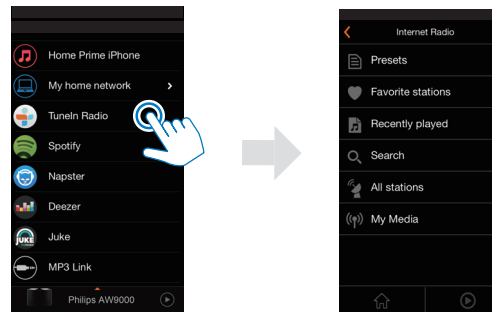 Home Prime iPhone
My home network
TuneIn Radio
Spotify
Napster
Deezer
JUKE
Juke
MP3 Link
Philips AW9000
Internet Radio
Presets
Favorite stations
Recently played
Search
All stations
My Media